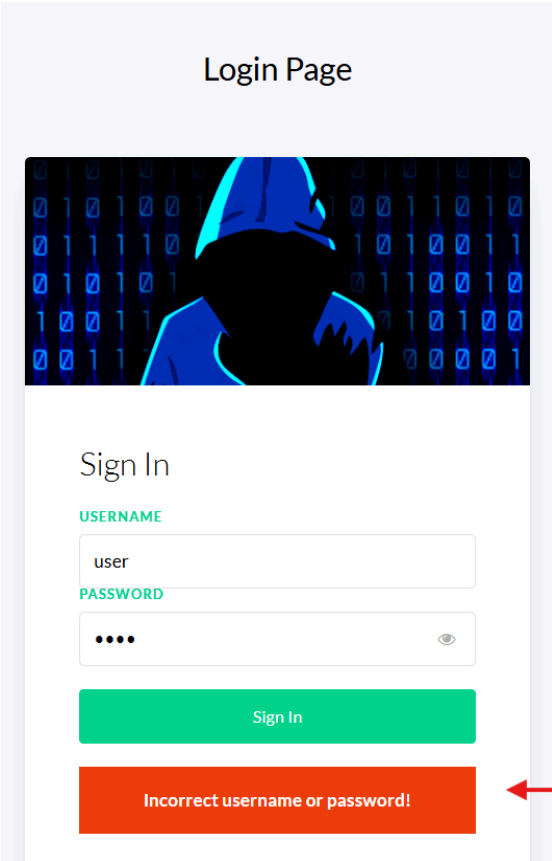 Login Page
Sign In
USERNAME
user
PASSWORD
••••
Sign In
Incorrect username or password!